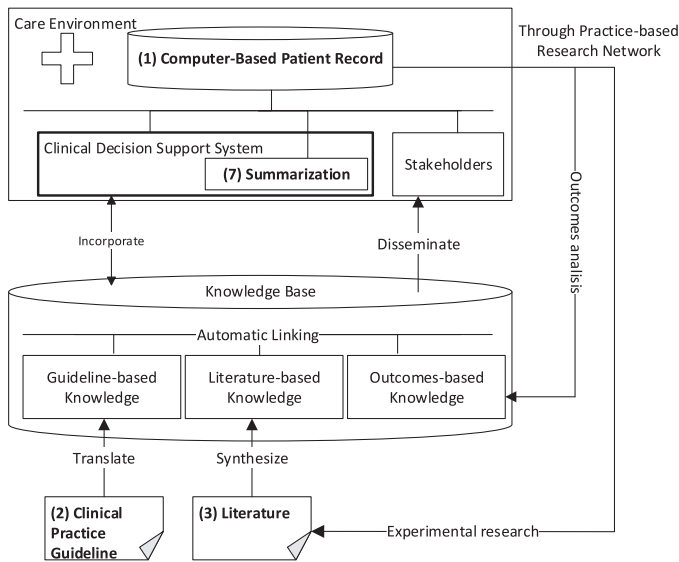 Care Environment
Through Practice-based
Research Network
(1) Computer-Based Patient Record
Clinical Decision Support System
(7) Summarization
Stakeholders
Outcomes analisis
Incorporate
Disseminate
Knowledge Base
Automatic Linking
Guideline-based
Knowledge
Literature-based
Knowledge
Outcomes-based
Knowledge
Translate
Synthesize
(2) Clinical
Practice
Guideline
(3) Literature
Experimental research